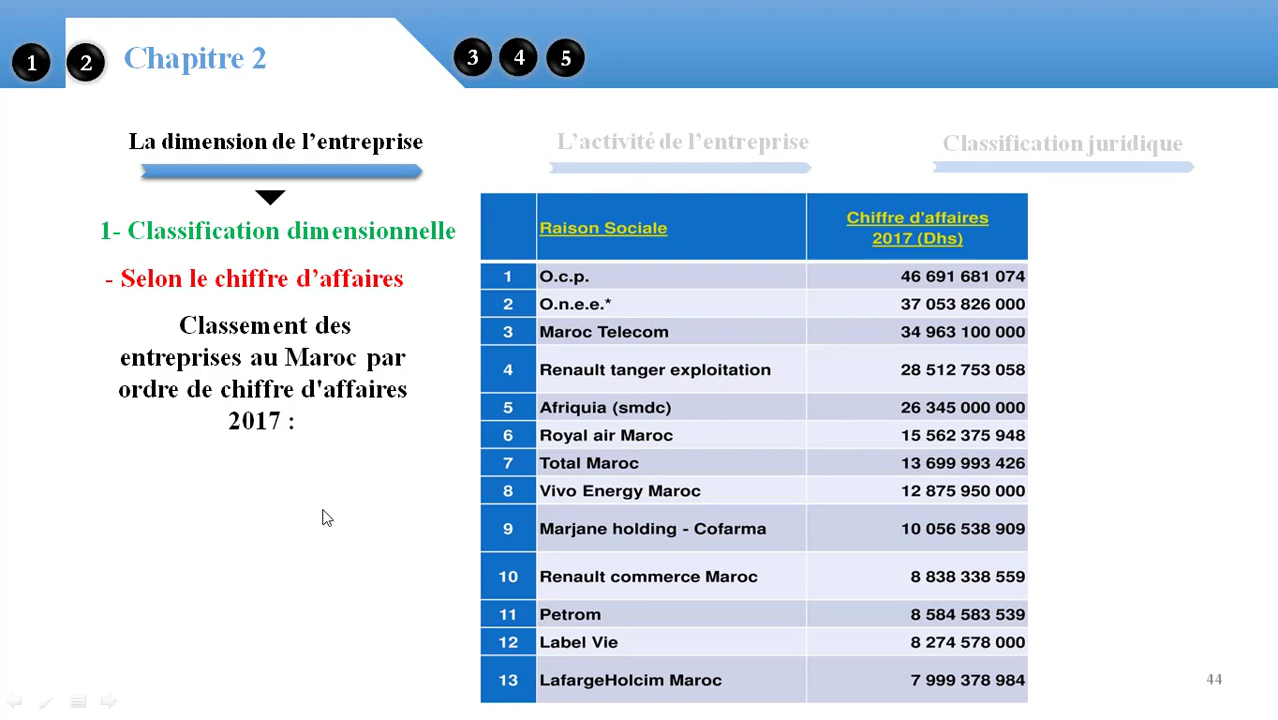 1 2 Chapitre 2 3 4 5
La dimension de l’entreprise
L’activité de l’entreprise
Classification juridique
1- Classification dimensionnelle
- Selon le chiffre d’affaires
Classement des
entreprises au Maroc par
ordre de chiffre d'affaires
2017 :
Raison Sociale
Chiffre d'affaires
2017 (Dhs)
1 O.c.p. 46 691 681 074
2 O.n.e.e.* 37 053 826 000
3 Maroc Telecom 34 963 100 000
4 Renault tanger exploitation 28 512 753 058
5 Afriquia (smdc) 26 345 000 000
6 Royal air Maroc 15 562 375 948
7 Total Maroc 13 699 993 426
8 Vivo Energy Maroc 12 875 950 000
9 Marjane holding - Cofarma 10 056 538 909
10 Renault commerce Maroc 8 838 338 559
11 Petrom 8 584 583 539
12 Label Vie 8 274 578 000
13 LafargeHolcim Maroc 7 999 378 984
44